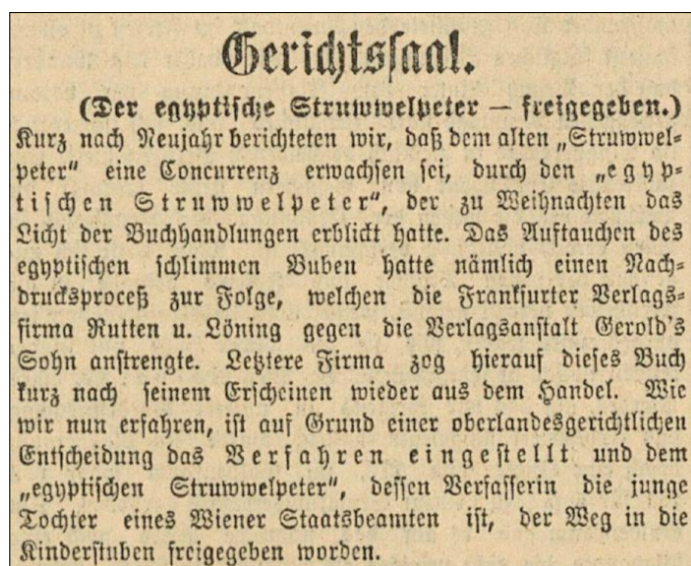 Gerichtssaal.
(Der egyptische Struwwelpeter — freigegeben.)
Kurz nach Neujahr berichteten wir, daß dem alten „Struwwel-
peter“ eine Concurrenz erwachsen sei, durch den „egyp-
tischen Struwwelpeter“, der zu Weihnachten das
Licht der Buchhandlungen erblickt hatte. Das Auftauchen des
egyptischen schlimmen Buben hatte nämlich einen Nach-
drucksproceß zur Folge, welchen die Frankfurter Verlags-
firma Rutten u. Löning gegen die Verlagsanstalt Gerold's
Sohn anstrengte. Letztere Firma zog hierauf dieses Buch
kurz nach seinem Erscheinen wieder aus dem Handel. Wie
wir nun erfahren, ist auf Grund einer oberlandesgerichtlichen
Entscheidung das Verfahren eingestellt und dem
„egyptischen Struwwelpeter“, dessen Verfasserin die junge
Tochter eines Wiener Staatsbeamten ist, der Weg in die
Kinderstuben freigegeben worden.